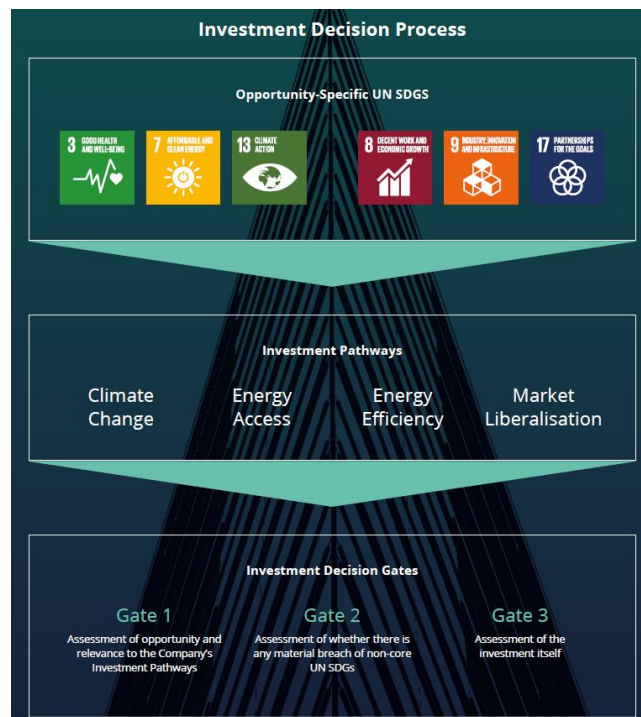 Investment Decision Process
Opportunity-Specific UN SDGS
3 GOOD HEALTH
AND WELL-BEING
7 AFFORDABLE AND
CLEAN ENERGY
13 CLIMATE
ACTION
8 DECENT WORK AND
ECONOMIC GROWTH
9 INDUSTRY, INNOVATION
AND INFRASTRUCTURE
17 PARTNERSHIPS
FOR THE GOALS
Investment Pathways
Climate
Change
Energy
Access
Energy
Efficiency
Market
Liberalisation
Investment Decision Gates
Gate 1
Assessment of opportunity and
relevance to the Company's
Investment Pathways
Gate 2
Assessment of whether there is
any material breach of non-core
UN SDGs
Gate 3
Assessment of the
investment itself